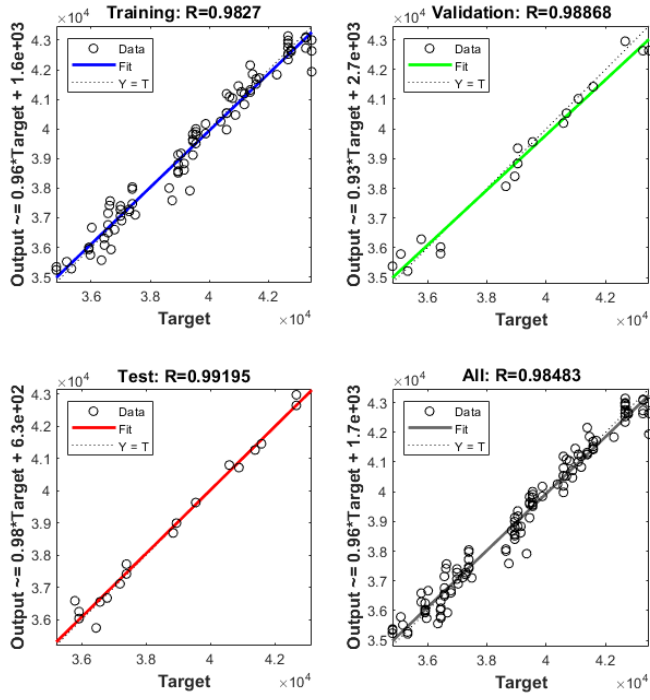 Training: R=0.9827
×10⁴
4.3
4.2
4.1
4
3.9
3.8
3.7
3.6
3.5
Output ~= 0.96*Target + 1.6e+03
Data
Fit
Y = T
3.6
3.8
4
4.2
×10⁴
Target
Validation: R=0.98868
×10⁴
4.3
4.2
4.1
4
3.9
3.8
3.7
3.6
3.5
Output ~= 0.93*Target + 2.7e+03
Data
Fit
Y = T
3.6
3.8
4
4.2
×10⁴
Target
Test: R=0.99195
×10⁴
4.3
4.2
4.1
4
3.9
3.8
3.7
3.6
Output ~= 0.98*Target + 6.3e+02
Data
Fit
Y = T
3.6
3.8
4
4.2
×10⁴
Target
All: R=0.98483
×10⁴
4.3
4.2
4.1
4
3.9
3.8
3.7
3.6
3.5
Output ~= 0.96*Target + 1.7e+03
Data
Fit
Y = T
3.6
3.8
4
4.2
×10⁴
Target